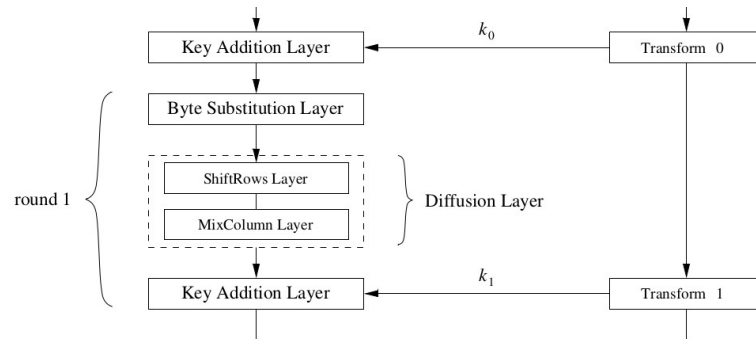 Key Addition Layer
k0
Transform 0
Byte Substitution Layer
ShiftRows Layer
round 1
Diffusion Layer
MixColumn Layer
Key Addition Layer
k1
Transform 1